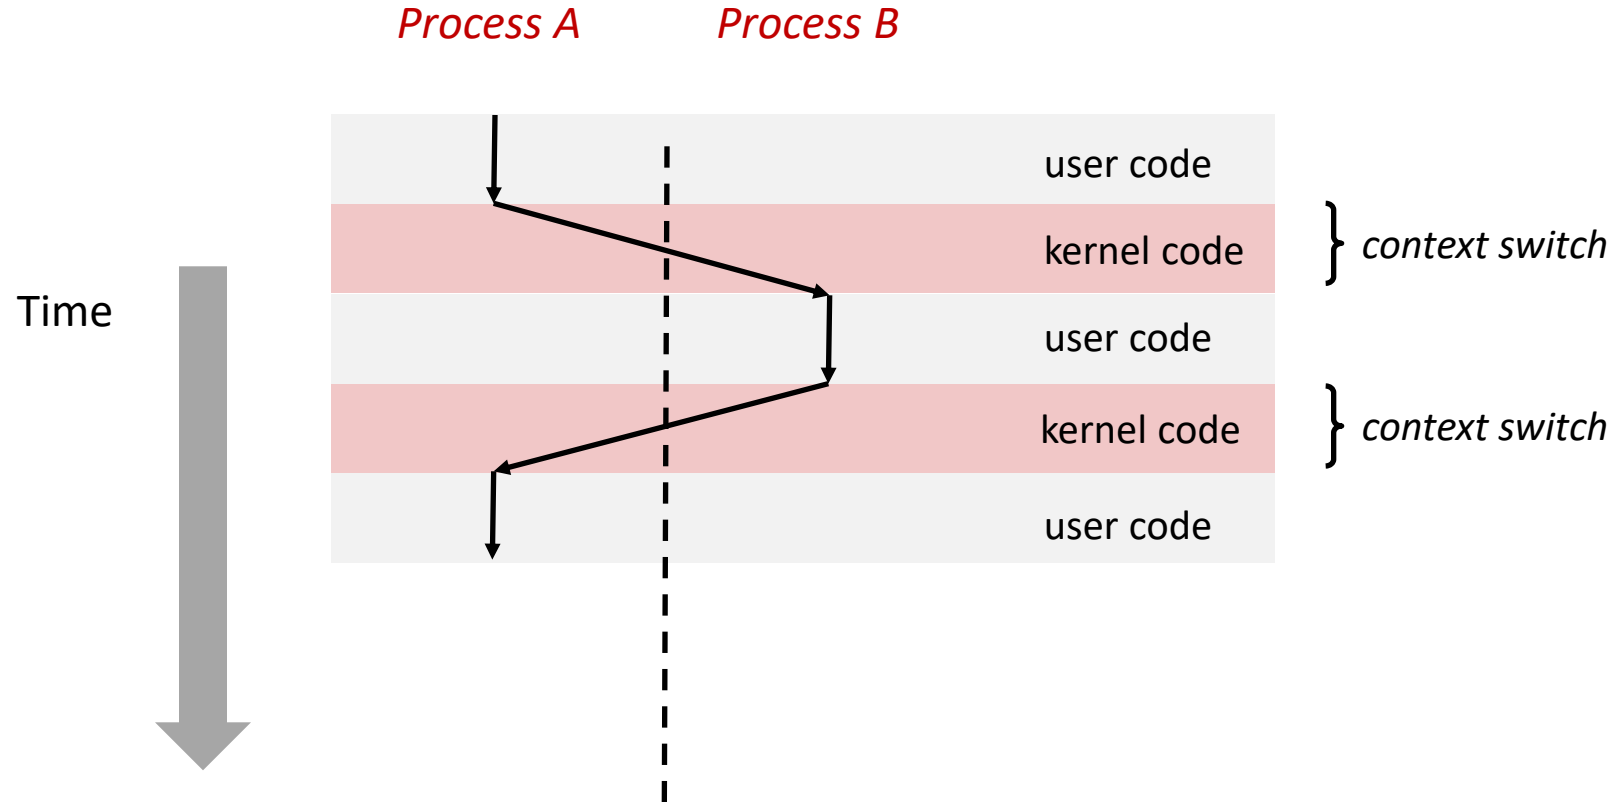 Process A
Process B
user code
kernel code
context switch
Time
user code
kernel code
context switch
user code